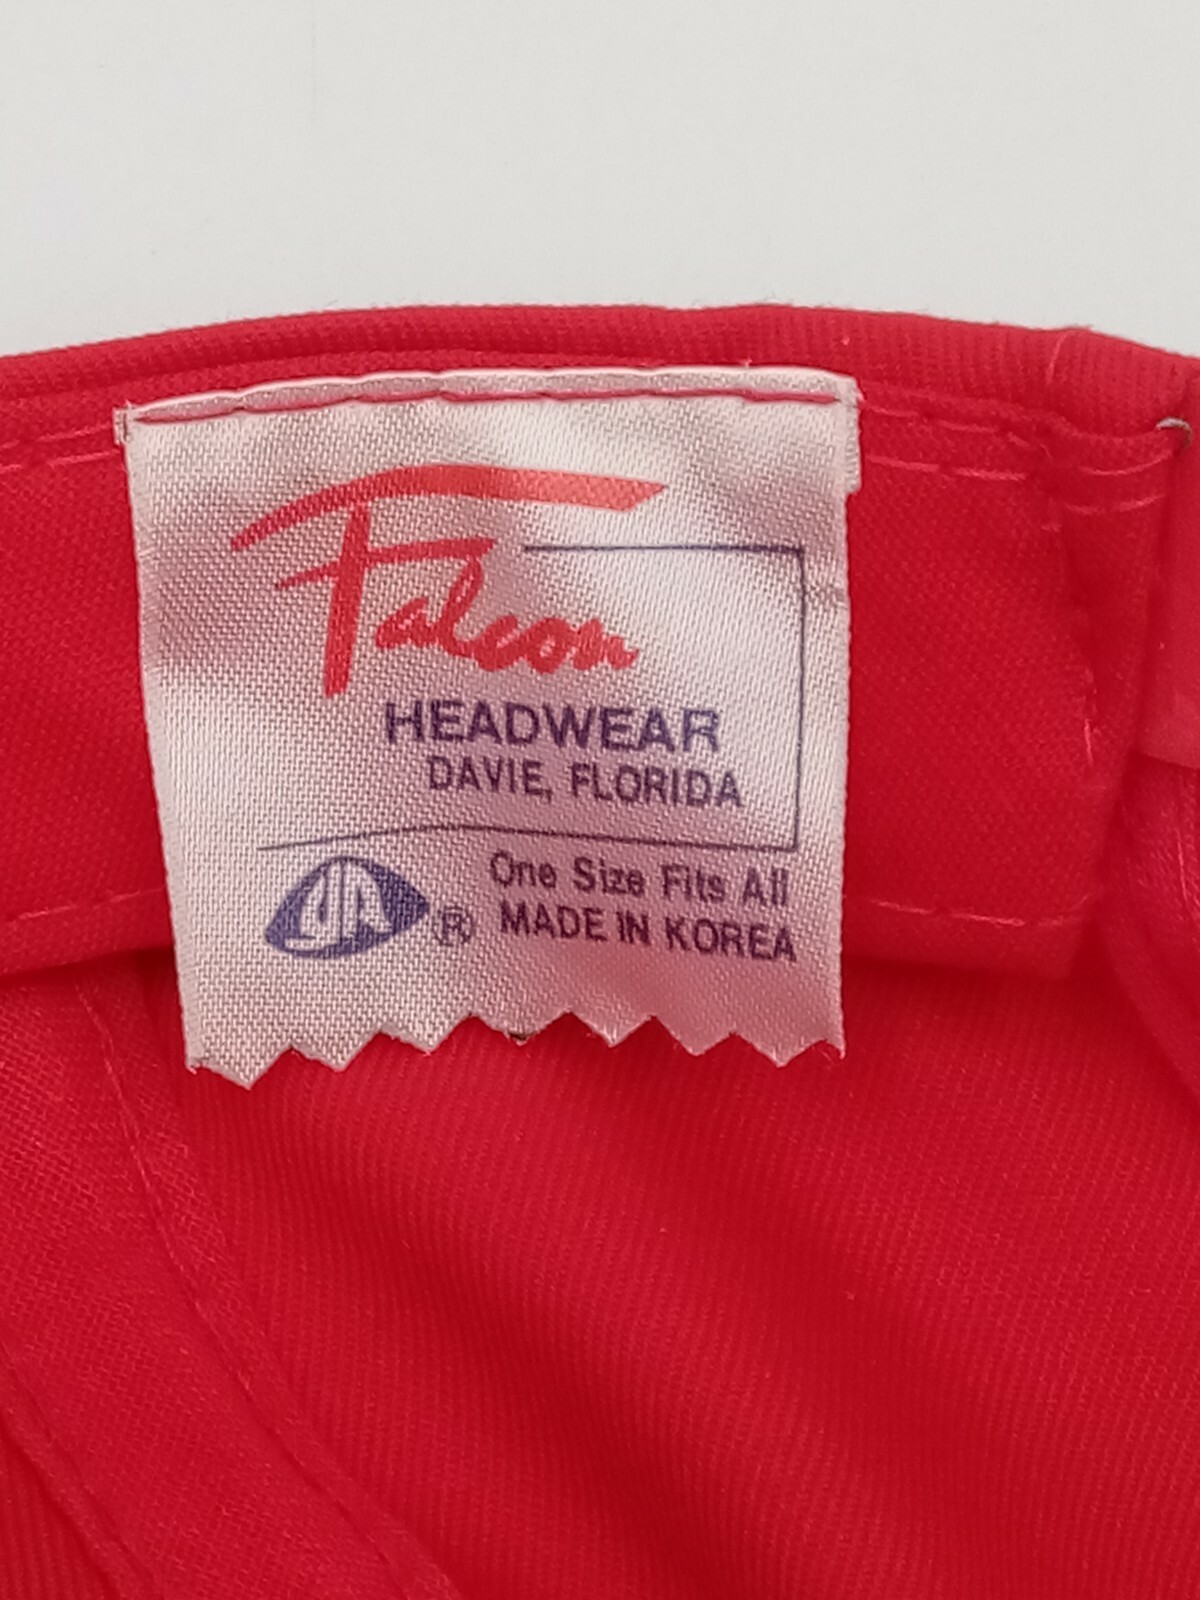 Falcon
HEADWEAR
DAVIE, FLORIDA
One Size Fits All
®
MADE IN KOREA